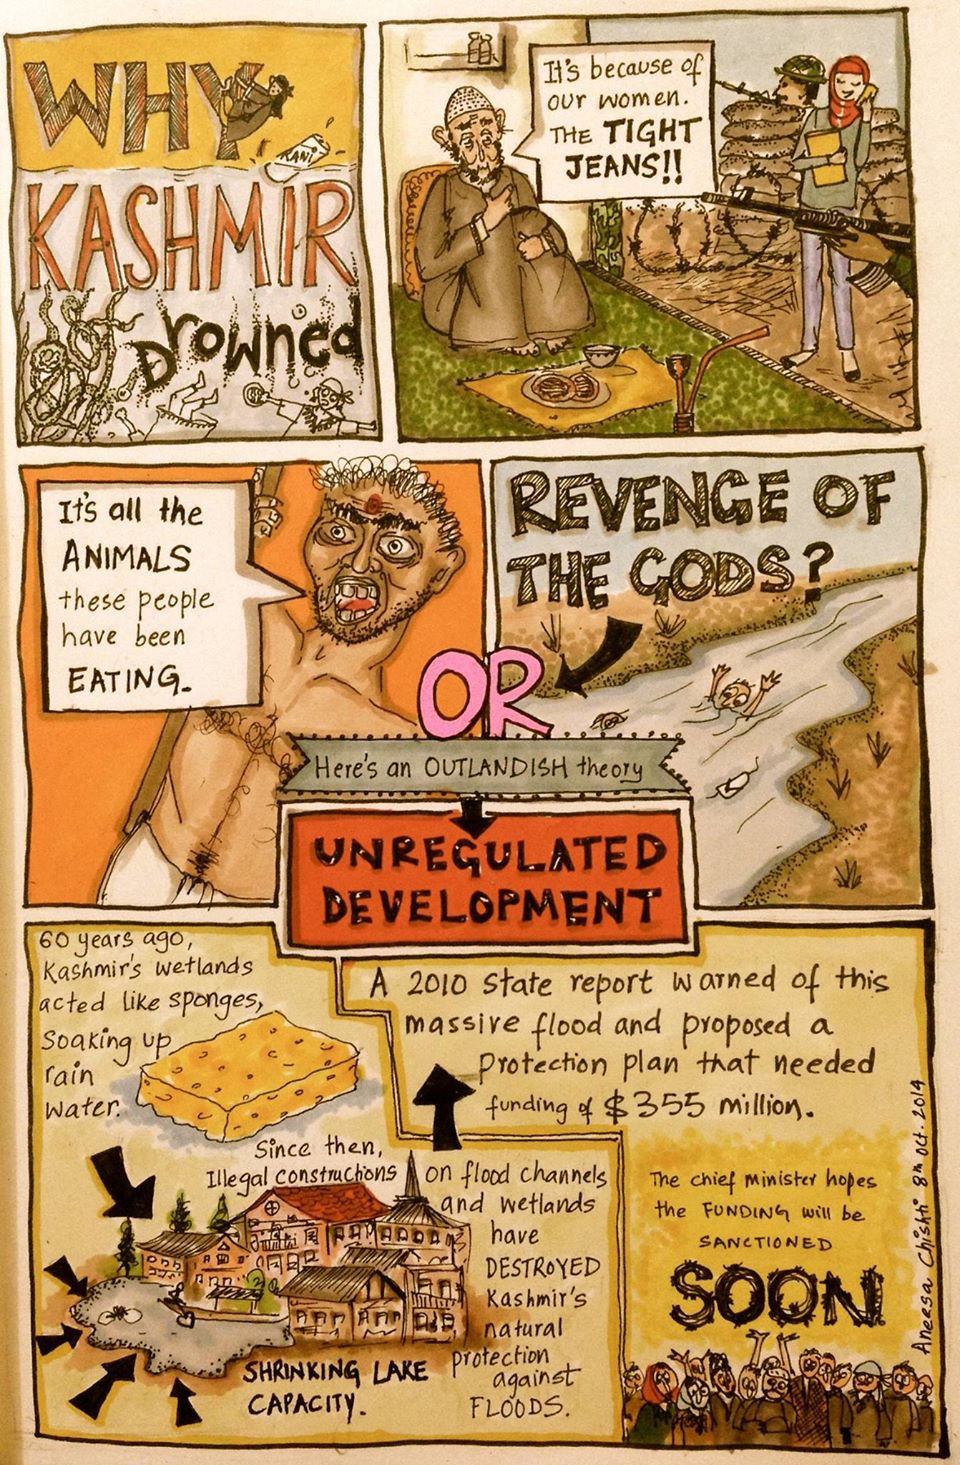 WHY
KANI
KASHMIR
Drowned
It's because of
our women.
THE TIGHT
JEANS!!
It's all the
ANIMALS
these people
have been
EATING.
REVENGE OF
THE GODS?
OR
Here's an OUTLANDISH theory
UNREGULATED
DEVELOPMENT
60 years ago,
Kashmir's wetlands
acted like sponges,
Soaking up
rain
water.
Since then,
Illegal constructions
on flood channels
and wetlands
have
DESTROYED
Kashmir's
natural
protection
against
FLOODS.
SHRINKING LAKE
CAPACITY.
A 2010 state report warned of this
massive flood and proposed a
protection plan that needed
funding of $355 million.
The chief minister hopes
the FUNDING will be
SANCTIONED
SOON
Aneesa Chishti 8th Oct. 2014